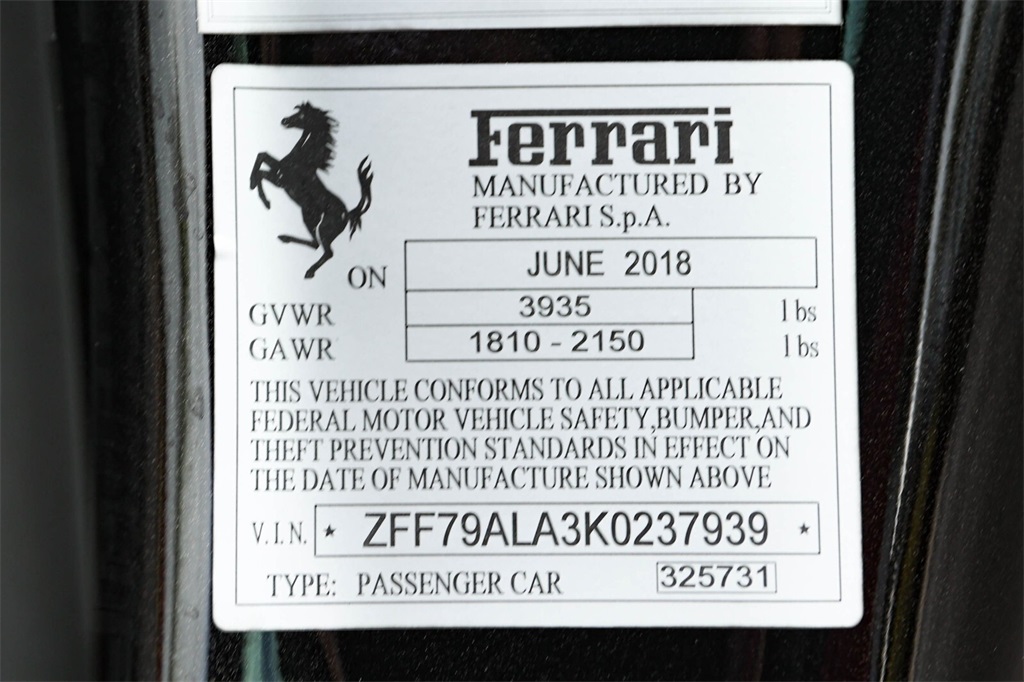 Ferrari
MANUFACTURED BY
FERRARI S.p.A.
ON JUNE 2018
GVWR 3935 lbs
GAWR 1810 - 2150 lbs
THIS VEHICLE CONFORMS TO ALL APPLICABLE
FEDERAL MOTOR VEHICLE SAFETY,BUMPER,AND
THEFT PREVENTION STANDARDS IN EFFECT ON
THE DATE OF MANUFACTURE SHOWN ABOVE
V.I.N. * ZFF79ALA3K0237939 *
TYPE: PASSENGER CAR 325731